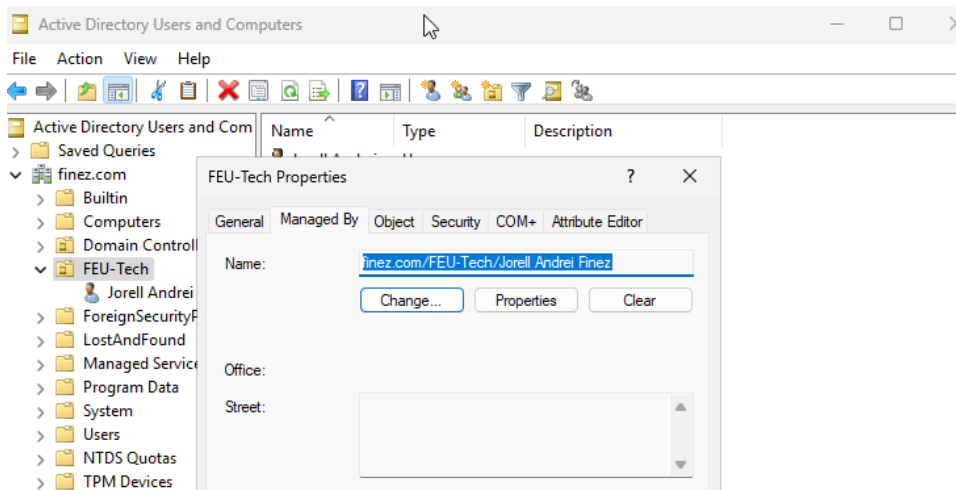 Active Directory Users and Computers
File Action View Help
Active Directory Users and Com
Name Type Description
Saved Queries
finez.com
Builtin
Computers
Domain Controll
FEU-Tech
Jorell Andrei
ForeignSecurityP
LostAndFound
Managed Service
Program Data
System
Users
NTDS Quotas
TPM Devices
FEU-Tech Properties
General Managed By Object Security COM+ Attribute Editor
Name: finez.com/FEU-Tech/Jorell Andrei Finez
Change... Properties Clear
Office:
Street: